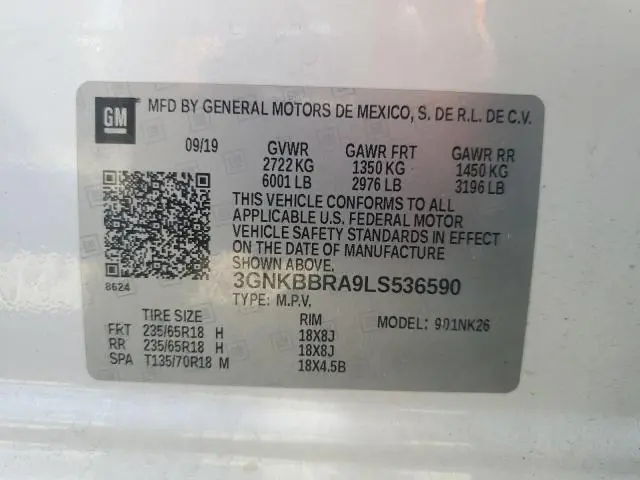 GM
MFD BY GENERAL MOTORS DE MEXICO, S. DE R.L. DE C.V.
09/19 GVWR GAWR FRT GAWR RR
2722 KG 1350 KG 1450 KG
6001 LB 2976 LB 3196 LB
THIS VEHICLE CONFORMS TO ALL
APPLICABLE U.S. FEDERAL MOTOR
VEHICLE SAFETY STANDARDS IN EFFECT
ON THE DATE OF MANUFACTURE
SHOWN ABOVE.
3GNKBBRA9LS536590
8624
TYPE: M.P.V.
TIRE SIZE RIM MODEL: 901NK26
FRT 235/65R18 H 18X8J
RR 235/65R18 H 18X8J
SPA T135/70R18 M 18X4.5B